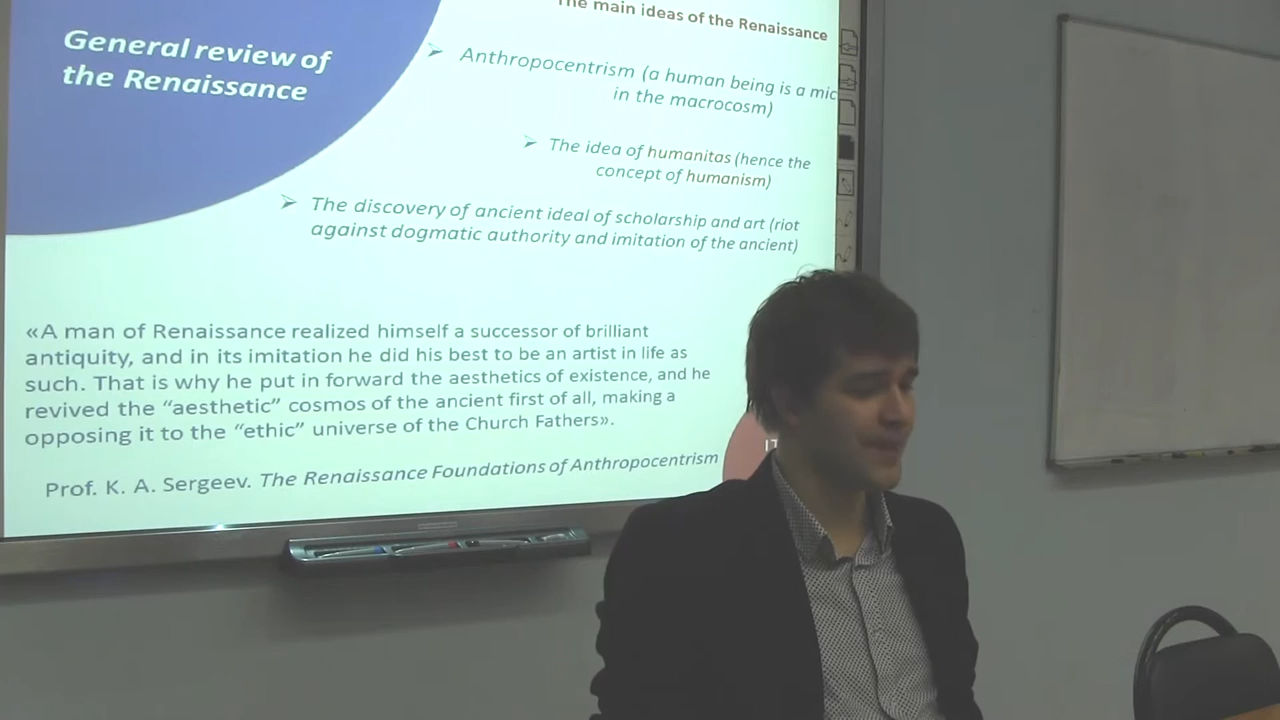 General review of
the Renaissance
The main ideas of the Renaissance
Anthropocentrism (a human being is a mic
in the macrocosm)
The idea of humanitas (hence the
concept of humanism)
The discovery of ancient ideal of scholarship and art (riot
against dogmatic authority and imitation of the ancient)
«A man of Renaissance realized himself a successor of brilliant
antiquity, and in its imitation he did his best to be an artist in life as
such. That is why he put in forward the aesthetics of existence, and he
revived the “aesthetic” cosmos of the ancient first of all, making a
opposing it to the “ethic” universe of the Church Fathers».
Prof. K. A. Sergeev. The Renaissance Foundations of Anthropocentrism